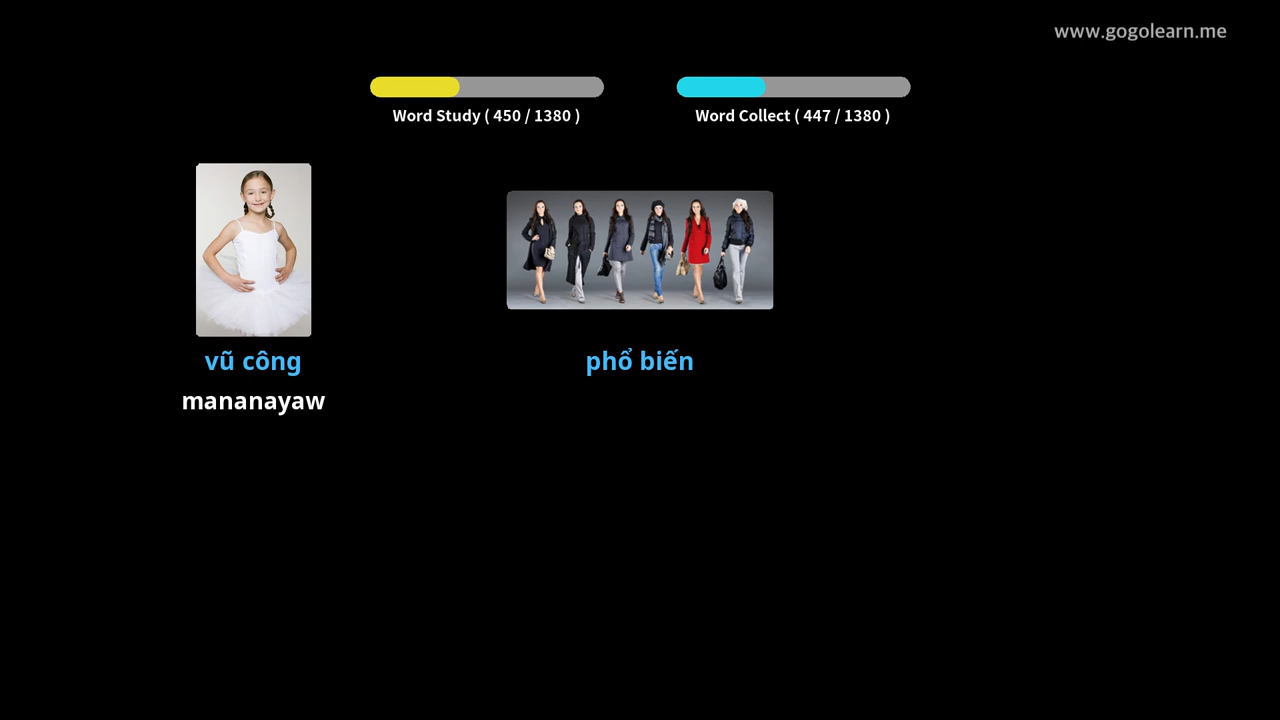 www.gogolearn.me
Word Study ( 450 / 1380 )
Word Collect ( 447 / 1380 )
vũ công
mananayaw
phổ biến